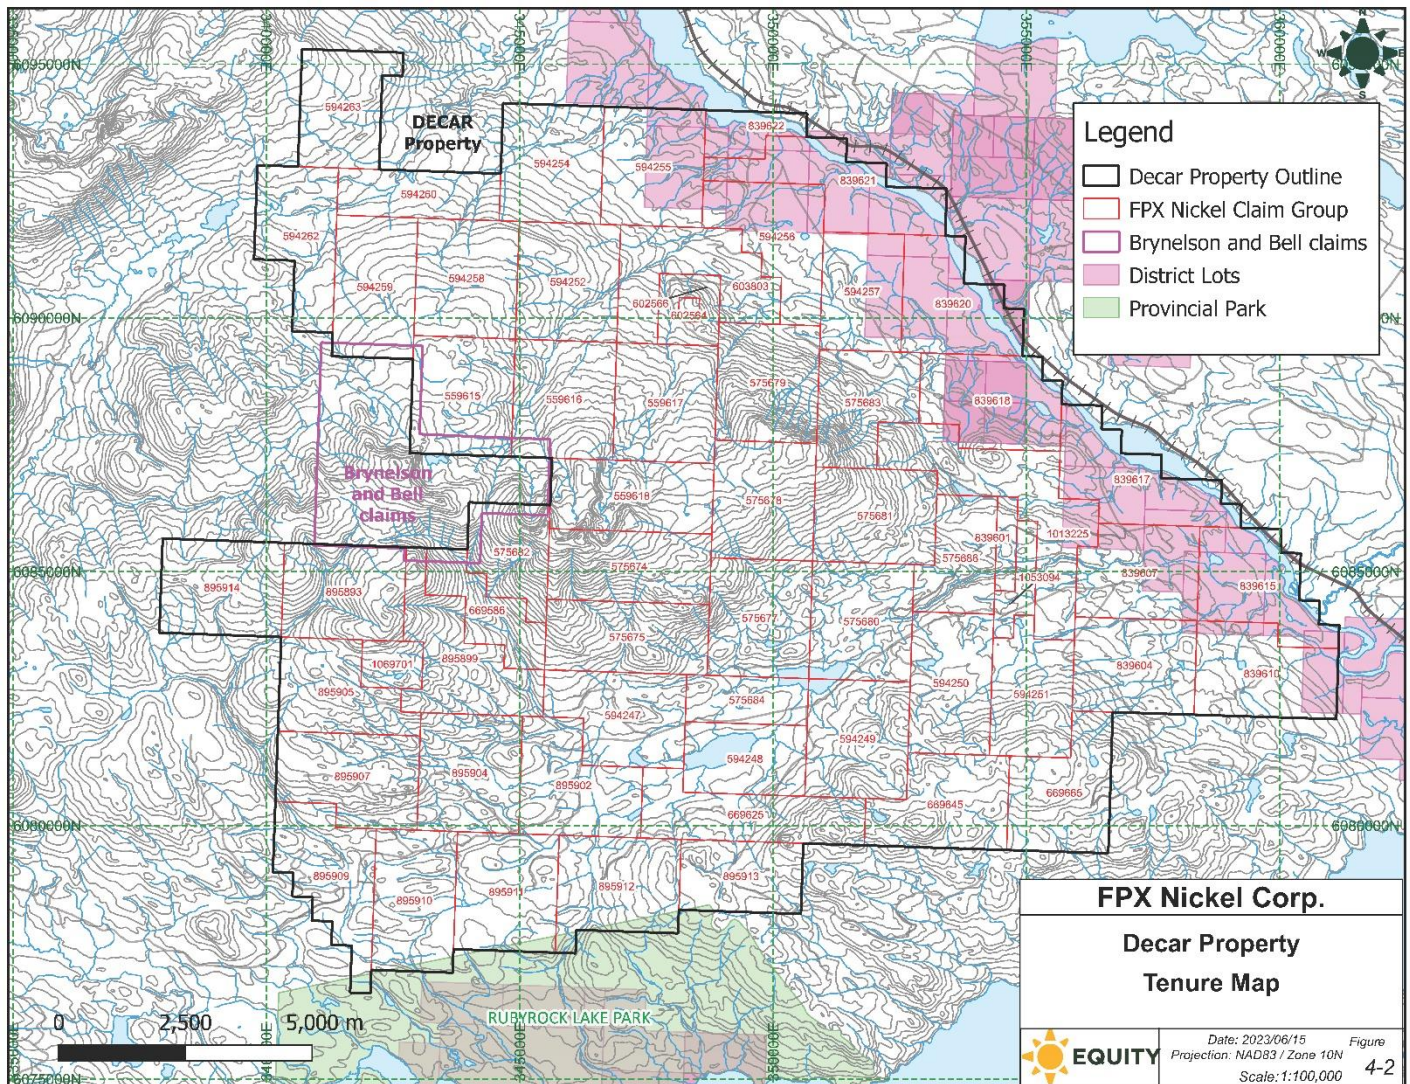 6095000N
594263
DECAR
Property
839622
594254
594255
839621
594260
594262
594256
594258
594259
594252
603803
594257
602566
602564
839620
6090000N
575679
559615
559616
559617
575683
839618
Brynelson
and Bell
claims
559618
575678
575681
839617
839601
1013225
575682
575688
575674
6085000N
6085000N
895914
895893
1053094
839607
839615
669586
575675
575677
575680
1069701
895899
839604
839610
895905
594250
594251
594247
575684
594249
594248
895907
895904
895902
669665
669645
669625
6080000N
6080000N
895909
895910
895911
895912
895913
RUBYROCK LAKE PARK
0 2,500 5,000 m
N
W E
S
Legend
Decar Property Outline
FPX Nickel Claim Group
Brynelson and Bell claims
District Lots
Provincial Park
FPX Nickel Corp.
Decar Property
Tenure Map
EQUITY
Date: 2023/06/15
Projection: NAD83 / Zone 10N
Scale: 1:100,000
Figure
4-2